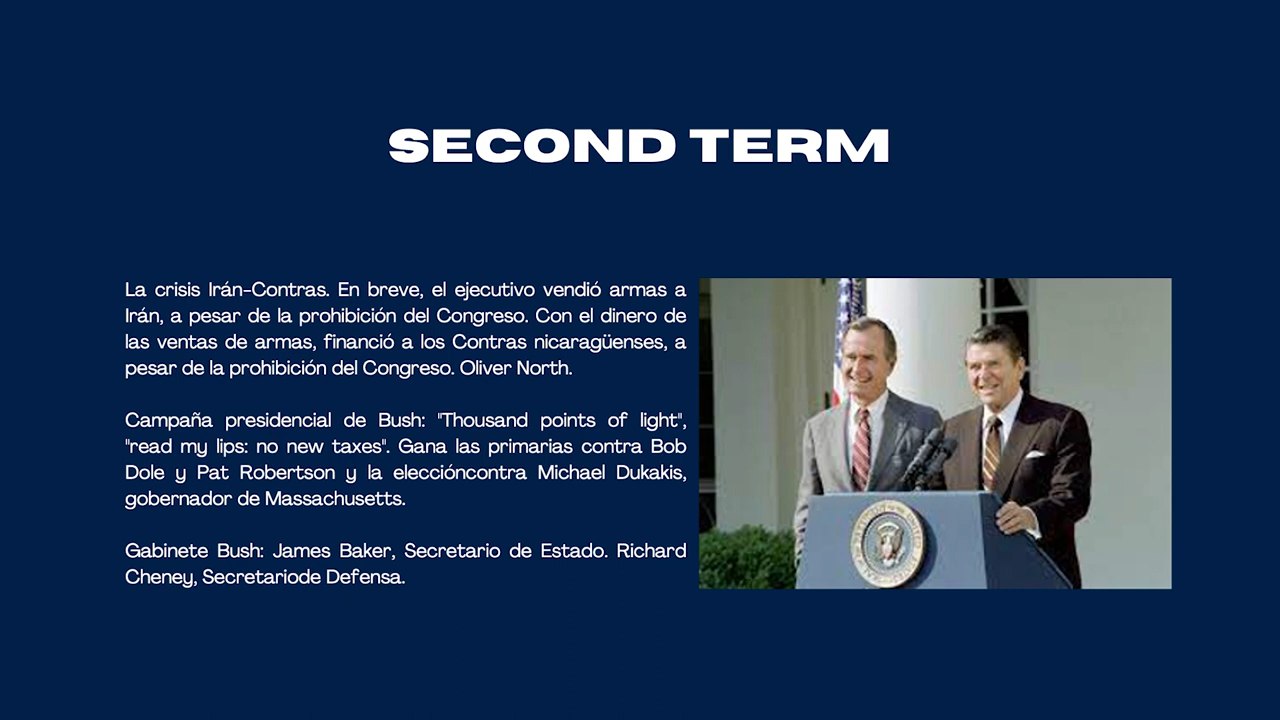 SECOND TERM
La crisis Irán-Contras. En breve, el ejecutivo vendió armas a
Irán, a pesar de la prohibición del Congreso. Con el dinero de
las ventas de armas, financió a los Contras nicaragüenses, a
pesar de la prohibición del Congreso. Oliver North.
Campaña presidencial de Bush: "Thousand points of light",
"read my lips: no new taxes". Gana las primarias contra Bob
Dole y Pat Robertson y la eleccióncontra Michael Dukakis,
gobernador de Massachusetts.
Gabinete Bush: James Baker, Secretario de Estado. Richard
Cheney, Secretariode Defensa.